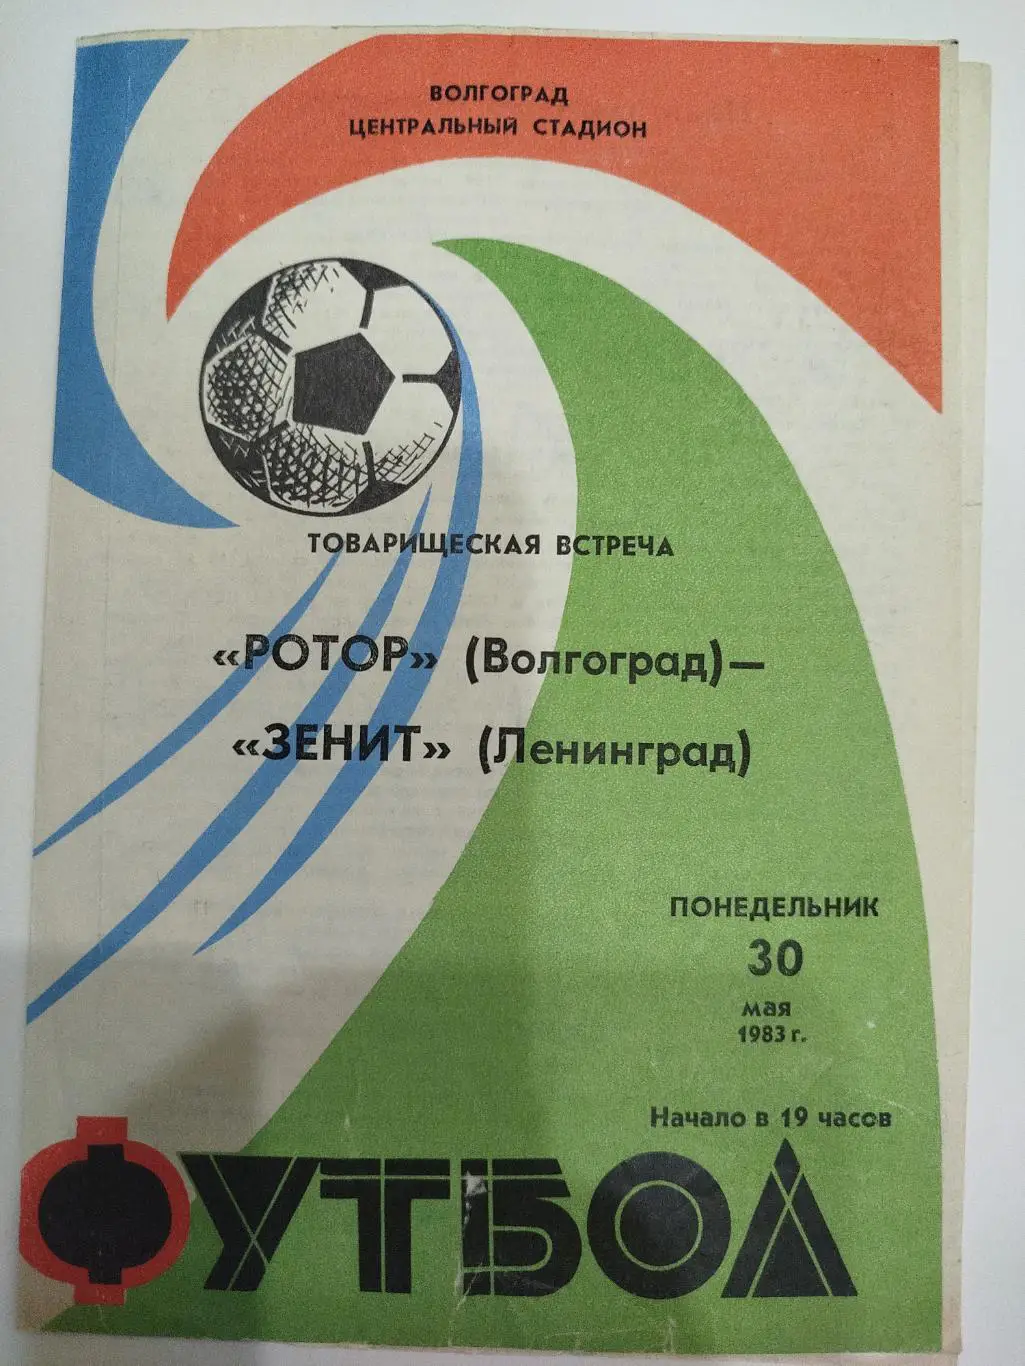 ВОЛГОГРАД
ЦЕНТРАЛЬНЫЙ СТАДИОН
ТОВАРИЩЕСКАЯ ВСТРЕЧА
«РОТОР» (Волгоград)—
«ЗЕНИТ» (Ленинград)
ПОНЕДЕЛЬНИК
30
мая
1983 г.
Начало в 19 часов
ФУТБОЛ